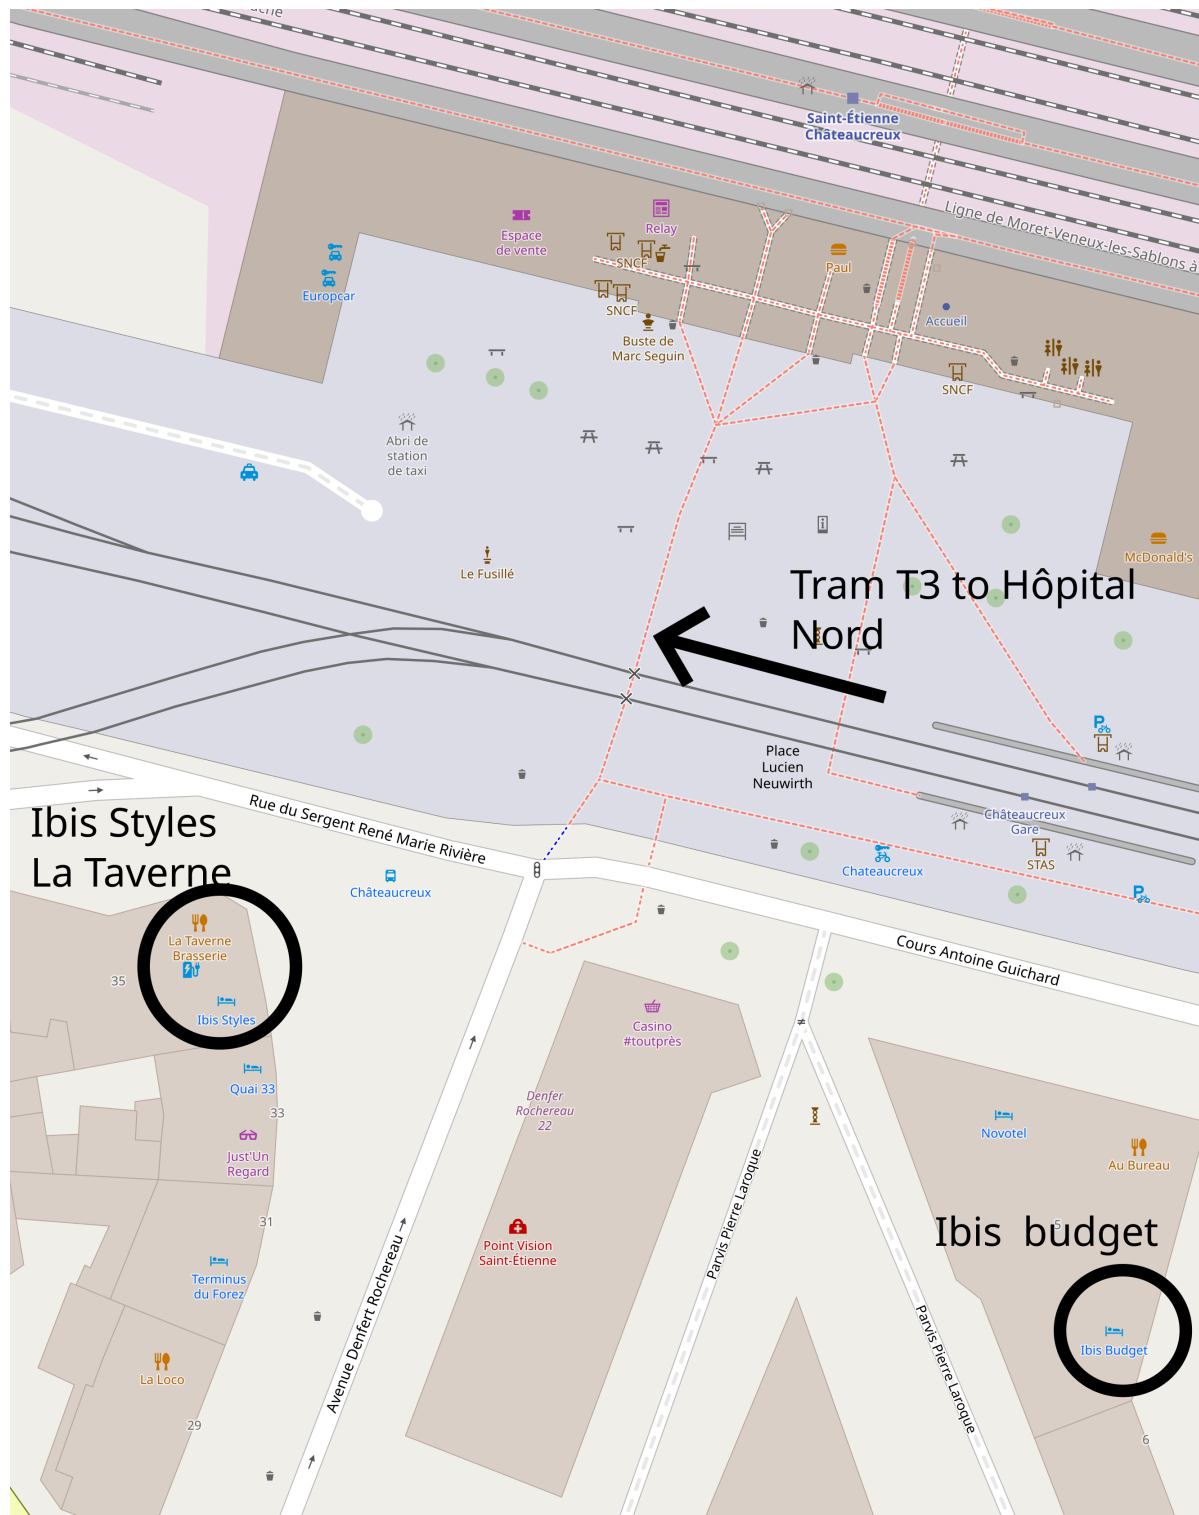 Saint-Étienne
Châteaucreux
Ligne de Moret-Veneux-les-Sablons à
Espace
de vente
Relay
SNCF
Paul
Europcar
SNCF
Accueil
Buste de
Marc Seguin
SNCF
Abri de
station
de taxi
Le Fusillé
McDonald's
Tram T3 to Hôpital
Nord
Place
Lucien
Neuwirth
Châteaucreux
Gare
STAS
Rue du Sergent René Marie Rivière
Ibis Styles
La Taverne
Châteaucreux
Chateaucreux
La Taverne
Brasserie
35
Ibis Styles
Cours Antoine Guichard
Casino
#toutprès
Quai 33
33
Denfer
Rochereau
22
Novotel
Just'Un
Regard
Au Bureau
31
5
Ibis budget
Point Vision
Saint-Étienne
Parvis Pierre Laroque
Terminus
du Forez
Avenue Denfert Rochereau
Parvis Pierre Laroque
Ibis Budget
La Loco
29
6